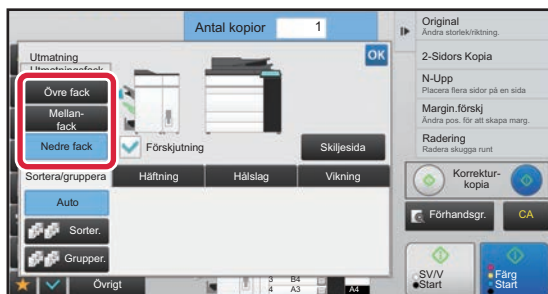 Antal kopior 1
OK
Utmatning
Utmatningsfack
Övre fack
Mellan-
fack
Nedre fack
Förskjutning
Skiljesida
Sortera/gruppera
Häftning
Hålslag
Vikning
Auto
Sorter.
Grupper.
Övrigt
3 B4
4 A3
A4
Original
Ändra storlek/riktning.
2-Sidors Kopia
N-Upp
Placera flera sidor på en sida
Margin.förskj
Ändra pos. för att skapa marg.
Radering
Radera skugga runt
Korrektur-
kopia
Förhandsgr.
CA
SV/V
Start
Färg
Start